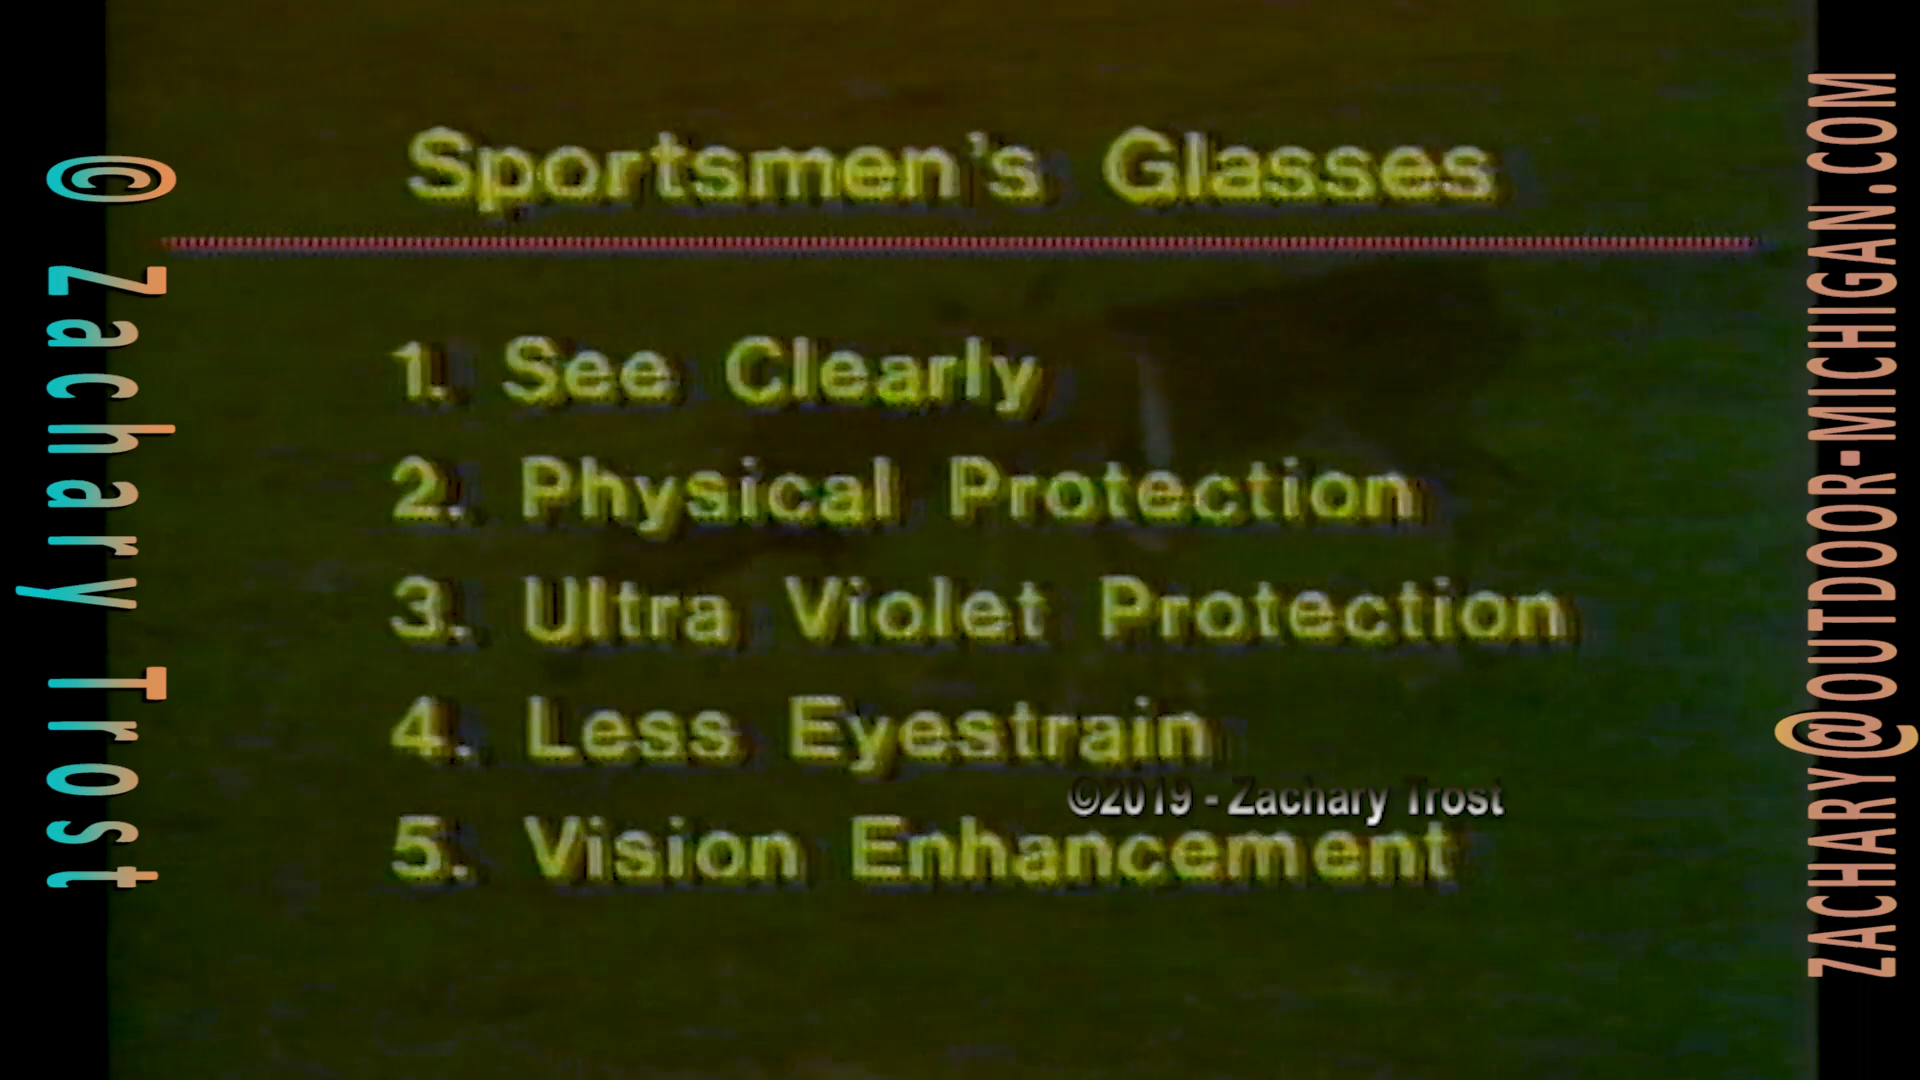 © Zachary Trost
Sportsmen's Glasses
1. See Clearly
2. Physical Protection
3. Ultra Violet Protection
4. Less Eyestrain
©2019 - Zachary Trost
5. Vision Enhancement
ZACHARY@OUTDOOR-MICHIGAN.COM